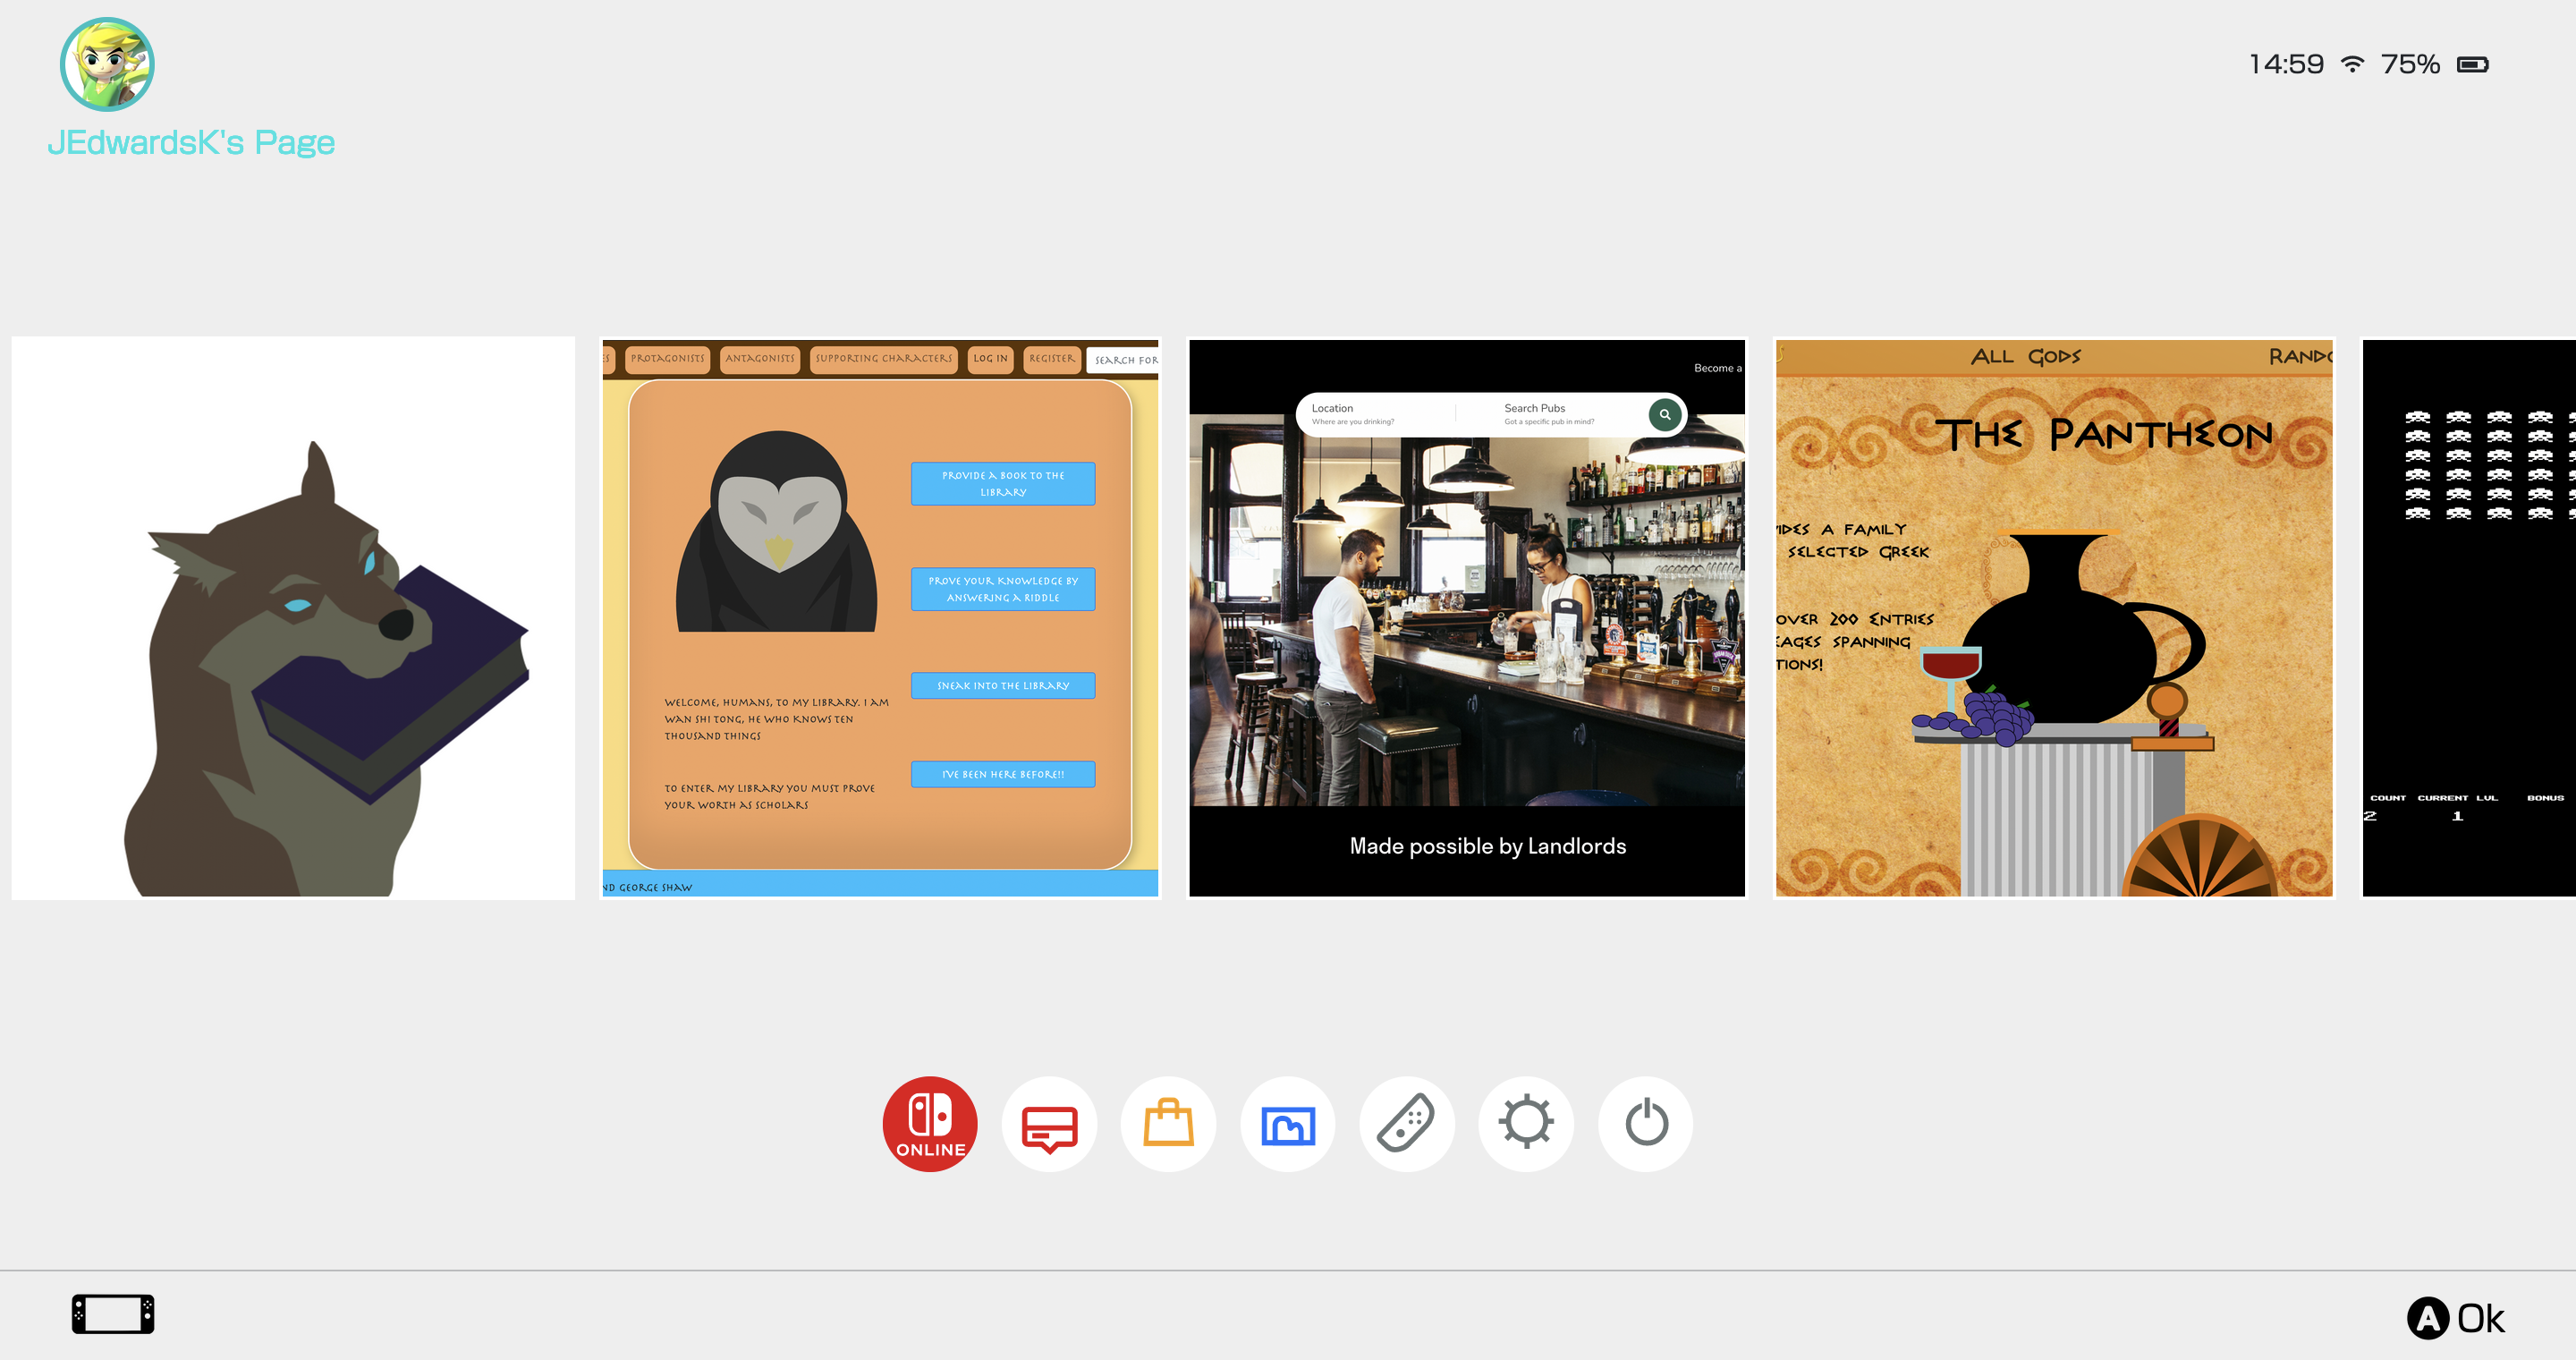 14:59 75%
JEdwardsK's Page
PROTAGONISTS ANTAGONISTS SUPPORTING CHARACTERS LOG IN REGISTER SEARCH FOR
PROVIDE A BOOK TO THE
LIBRARY
PROVE YOUR KNOWLEDGE BY
ANSWERING A RIDDLE
SNEAK INTO THE LIBRARY
I'VE BEEN HERE BEFORE!!
WELCOME, HUMANS, TO MY LIBRARY. I AM
WAN SHI TONG, HE WHO KNOWS TEN
THOUSAND THINGS
TO ENTER MY LIBRARY YOU MUST PROVE
YOUR WORTH AS SCHOLARS
ND GEORGE SHAW
Become a
Location
Where are you drinking?
Search Pubs
Got a specific pub in mind?
Made possible by Landlords
ALL GODS RANDO
THE PANTHEON
IDES A FAMILY
SELECTED GREEK
OVER 200 ENTRIES
EAGES SPANNING
TIONS!
COUNT CURRENT LVL BONUS
2 1
ONLINE
A Ok